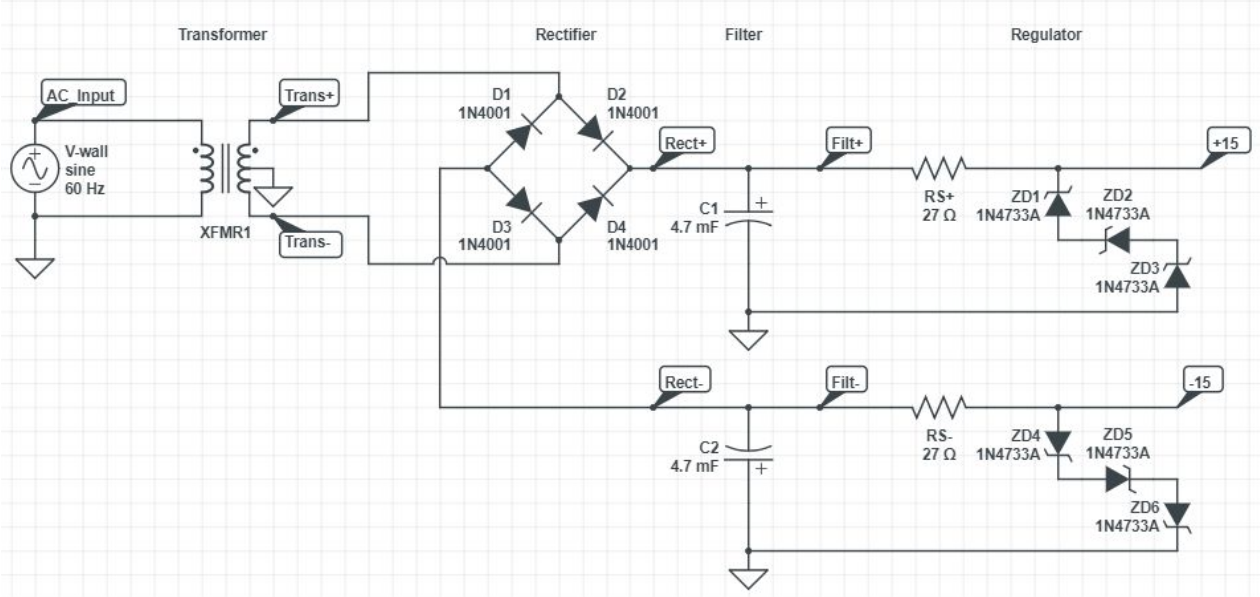 Transformer
Rectifier
Filter
Regulator
AC_Input
Trans+
D1
1N4001
D2
1N4001
Rect+
Filt+
+15
V-wall
sine
60 Hz
+
RS+
27 Ω
ZD1
1N4733A
ZD2
1N4733A
C1
4.7 mF
XFMR1
Trans-
D3
1N4001
D4
1N4001
ZD3
1N4733A
Rect-
Filt-
-15
C2
4.7 mF
+
RS-
27 Ω
ZD4
1N4733A
ZD5
1N4733A
ZD6
1N4733A